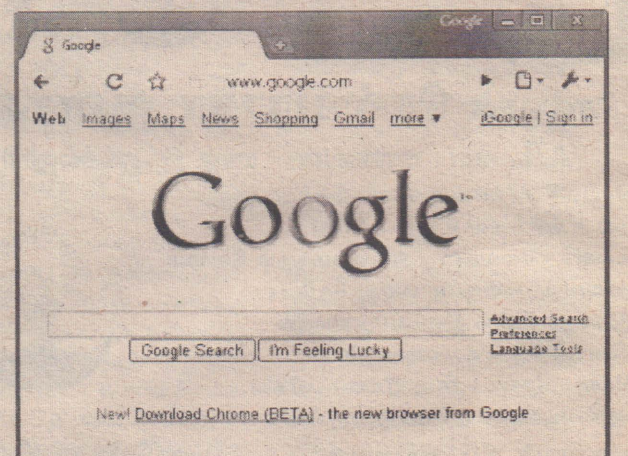 Google
Google
www.google.com
Web Images Maps News Shopping Gmail more ▼ iGoogle | Sign in
Google™
Advanced Search
Preferences
Language Tools
Google Search I'm Feeling Lucky
New! Download Chrome (BETA) - the new browser from Google